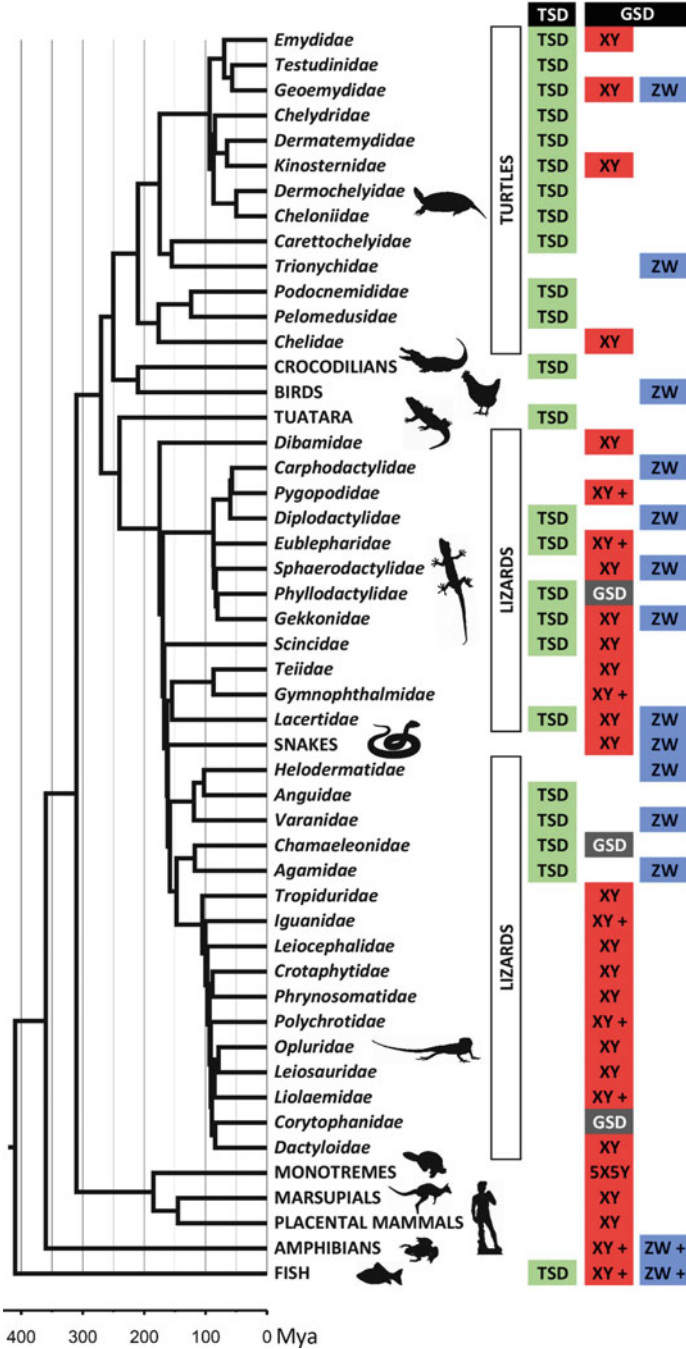 TSD GSD
Emydidae TSD XY
Testudinidae TSD
Geoemydidae TSD XY ZW
Chelydridae TSD
Dermatemydidae TSD
Kinosternidae TSD XY
Dermochelyidae TSD
Cheloniidae TSD
Carettochelyidae TSD
Trionychidae ZW
Podocnemididae TSD
Pelomedusidae TSD
Chelidae XY
TURTLES
CROCODILIANS TSD
BIRDS ZW
TUATARA TSD
Dibamidae XY
Carphodactylidae ZW
Pygopodidae XY +
Diplodactylidae TSD ZW
Eublepharidae TSD XY +
Sphaerodactylidae XY ZW
Phyllodactylidae TSD GSD
Gekkonidae TSD XY ZW
Scincidae TSD XY
Teiidae XY
Gymnophthalmidae XY +
Lacertidae TSD XY ZW
LIZARDS
SNAKES XY ZW
Helodermatidae ZW
Anguidae TSD
Varanidae TSD ZW
Chamaeleonidae TSD GSD
Agamidae TSD ZW
Tropiduridae XY
Iguanidae XY +
Leiocephalidae XY
Crotaphytidae XY
Phrynosomatidae XY
Polychrotidae XY +
Opluridae XY
Leiosauridae XY
Liolaemidae XY +
Corytophanidae GSD
Dactyloidae XY
LIZARDS
MONOTREMES 5X5Y
MARSUPIALS XY
PLACENTAL MAMMALS XY
AMPHIBIANS XY + ZW +
FISH TSD XY + ZW +
400 300 200 100 0 Mya